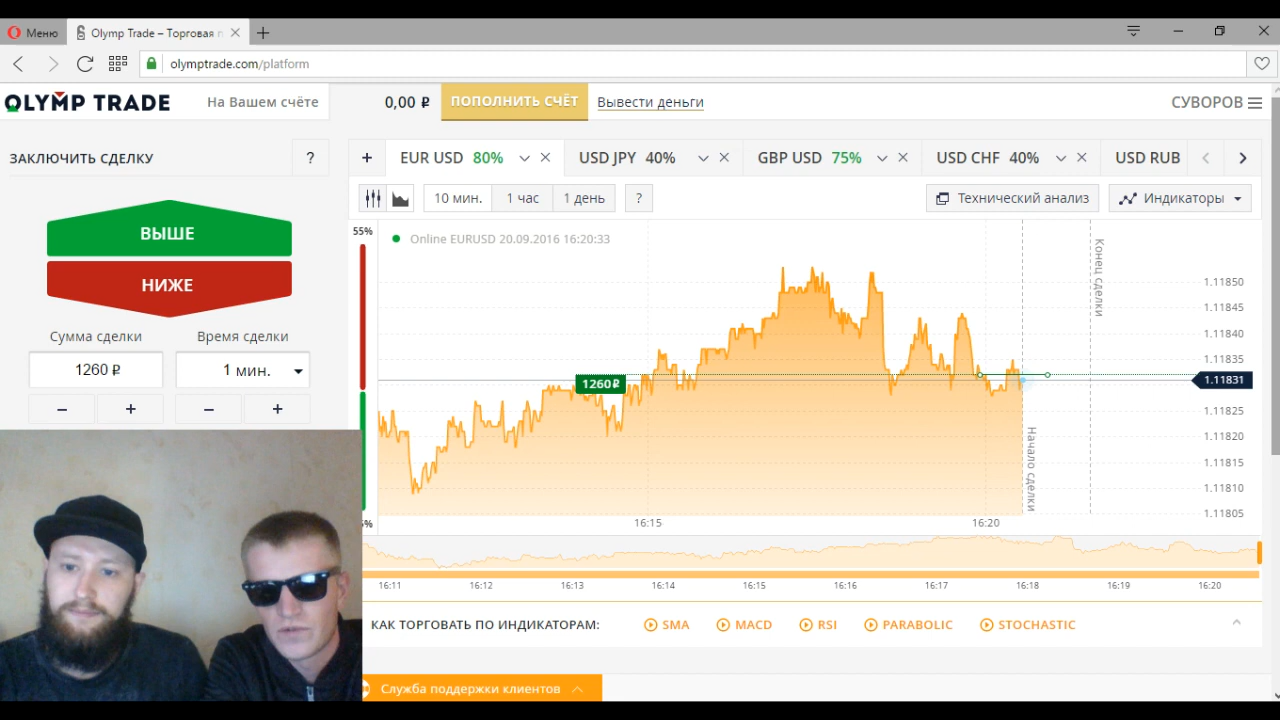 Меню
Olymp Trade – Торговая п
olymptrade.com/platform
OLYMP TRADE
На Вашем счёте
0,00 ₽
ПОПОЛНИТЬ СЧЁТ
Вывести деньги
СУВОРОВ
ЗАКЛЮЧИТЬ СДЕЛКУ
?
+
EUR USD 80%
USD JPY 40%
GBP USD 75%
USD CHF 40%
USD RUB
10 мин.
1 час
1 день
?
Технический анализ
Индикаторы
ВЫШЕ
НИЖЕ
Сумма сделки
Время сделки
1260 ₽
1 мин.
–
+
–
+
55%
Online EURUSD 20.09.2016 16:20:33
Конец сделки
Начало сделки
1260₽
1.11850
1.11845
1.11840
1.11835
1.11831
1.11825
1.11820
1.11815
1.11810
1.11805
16:15
16:20
16:11
16:12
16:13
16:14
16:15
16:16
16:17
16:18
16:19
16:20
КАК ТОРГОВАТЬ ПО ИНДИКАТОРАМ:
SMA
MACD
RSI
PARABOLIC
STOCHASTIC
Служба поддержки клиентов